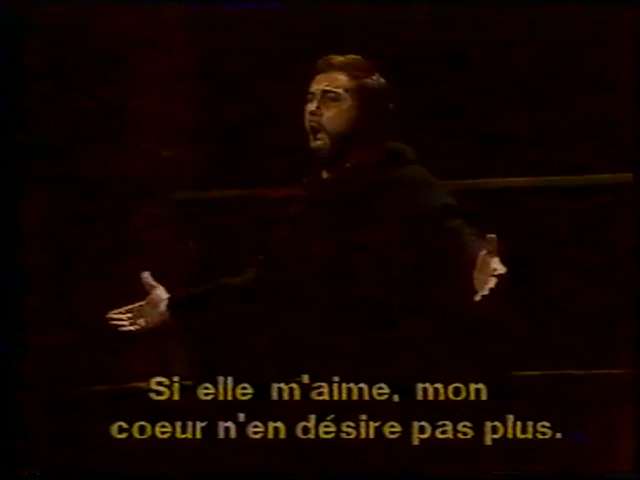 Si elle m'aime, mon
coeur n'en désire pas plus.